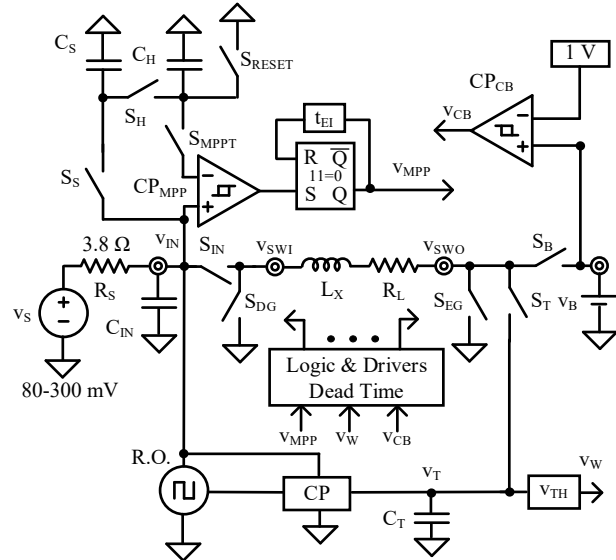 C_S
C_H
S_RESET
1 V
CP_CB
S_H
v_CB
−
+
t_EI
S_MPPT
R Q̅
11=0
S Q
v_MPP
S_S
CP_MPP
−
+
3.8 Ω
v_IN
S_IN
v_SWI
v_SWO
S_B
R_S
L_X
R_L
S_DG
S_EG
S_T
v_B
v_S
+
−
C_IN
80-300 mV
Logic & Drivers
Dead Time
v_MPP
v_W
v_CB
R.O.
CP
v_T
v_TH
v_W
C_T